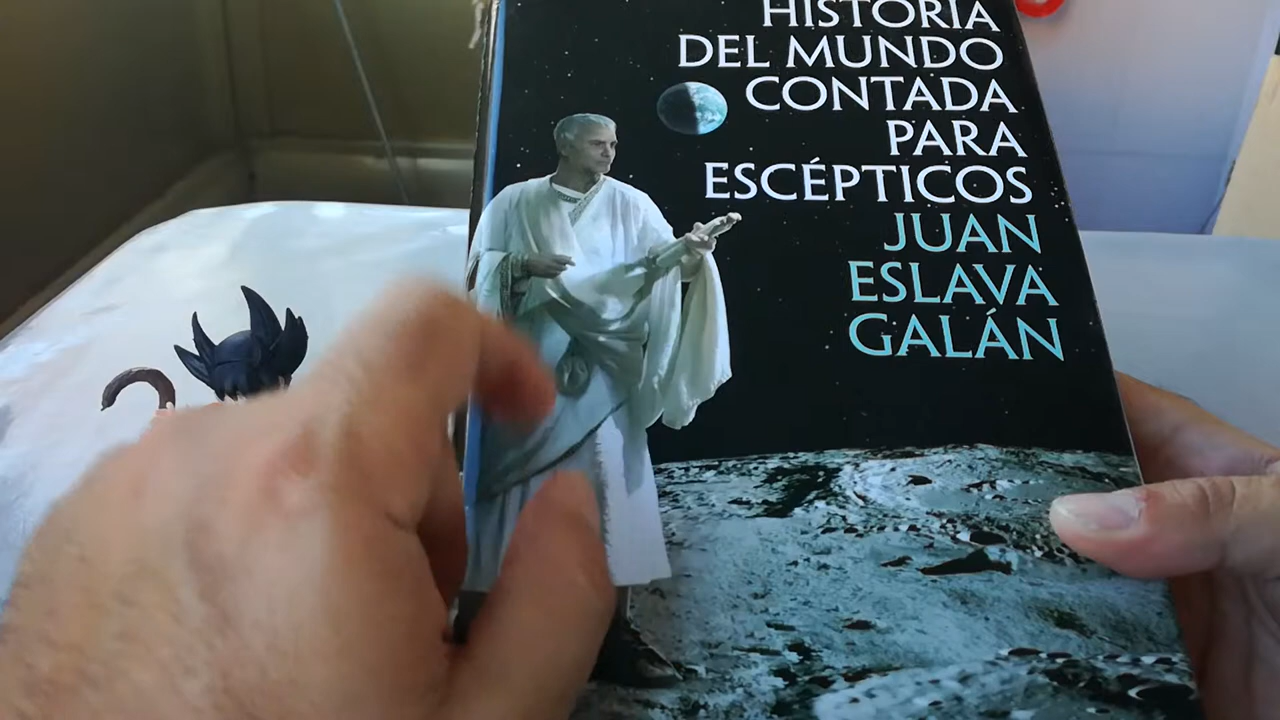 HISTORIA
DEL MUNDO
CONTADA
PARA
ESCÉPTICOS
JUAN
ESLAVA
GALÁN